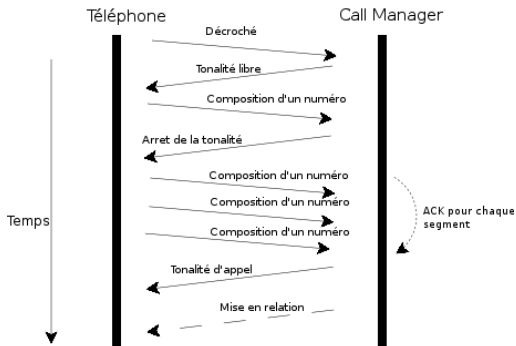 Téléphone
Call Manager
Décroché
Tonalité libre
Composition d'un numéro
Arret de la tonalité
Composition d'un numéro
Composition d'un numéro
Composition d'un numéro
Temps
ACK pour chaque
segment
Tonalité d'appel
Mise en relation